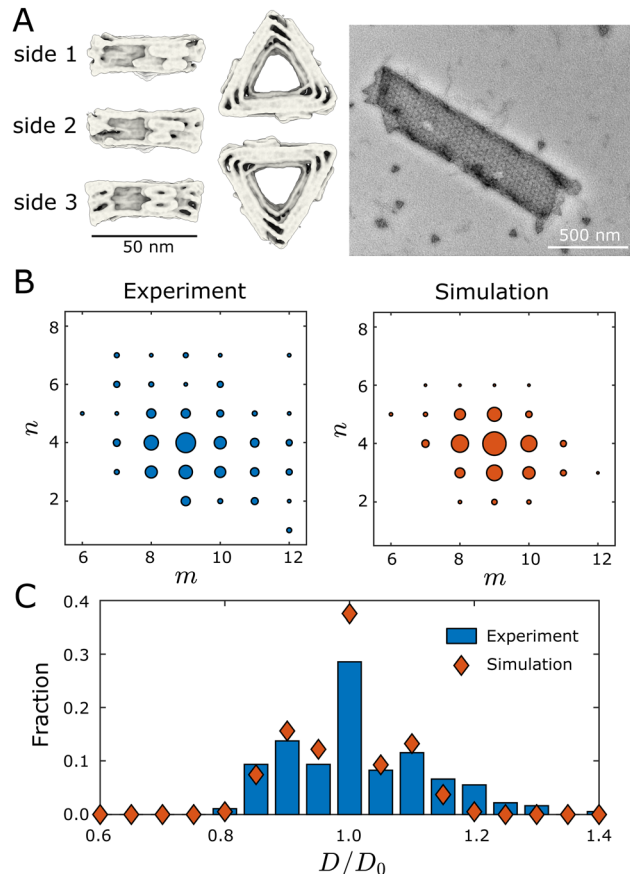 A
side 1
side 2
side 3
50 nm
500 nm
B
Experiment
Simulation
8
6
4
2
n
6
8
10
12
m
8
6
4
2
n
6
8
10
12
m
C
0.4
0.3
0.2
0.1
0.0
Fraction
Experiment
Simulation
0.6
0.8
1.0
1.2
1.4
D/D₀